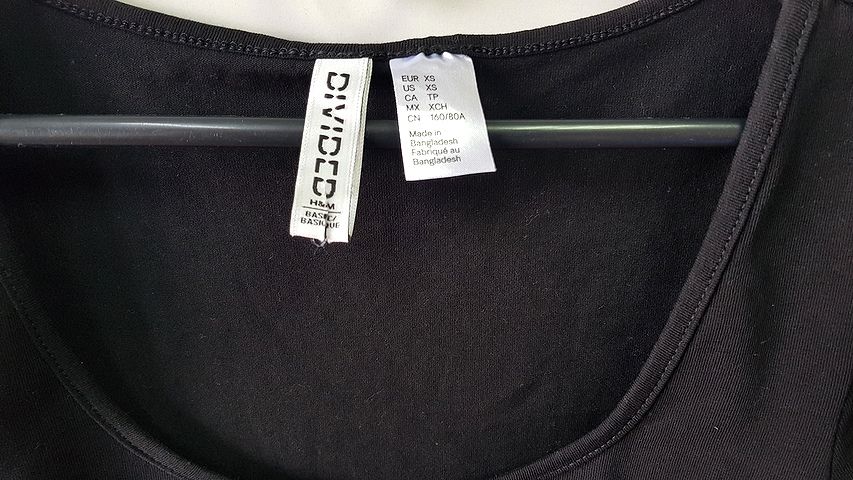 DIVIDED
H&M
BASIC/
BASIQUE
EUR XS
US XS
CA TP
MX XCH
CN 160/80A
Made in
Bangladesh
Fabriqué au
Bangladesh